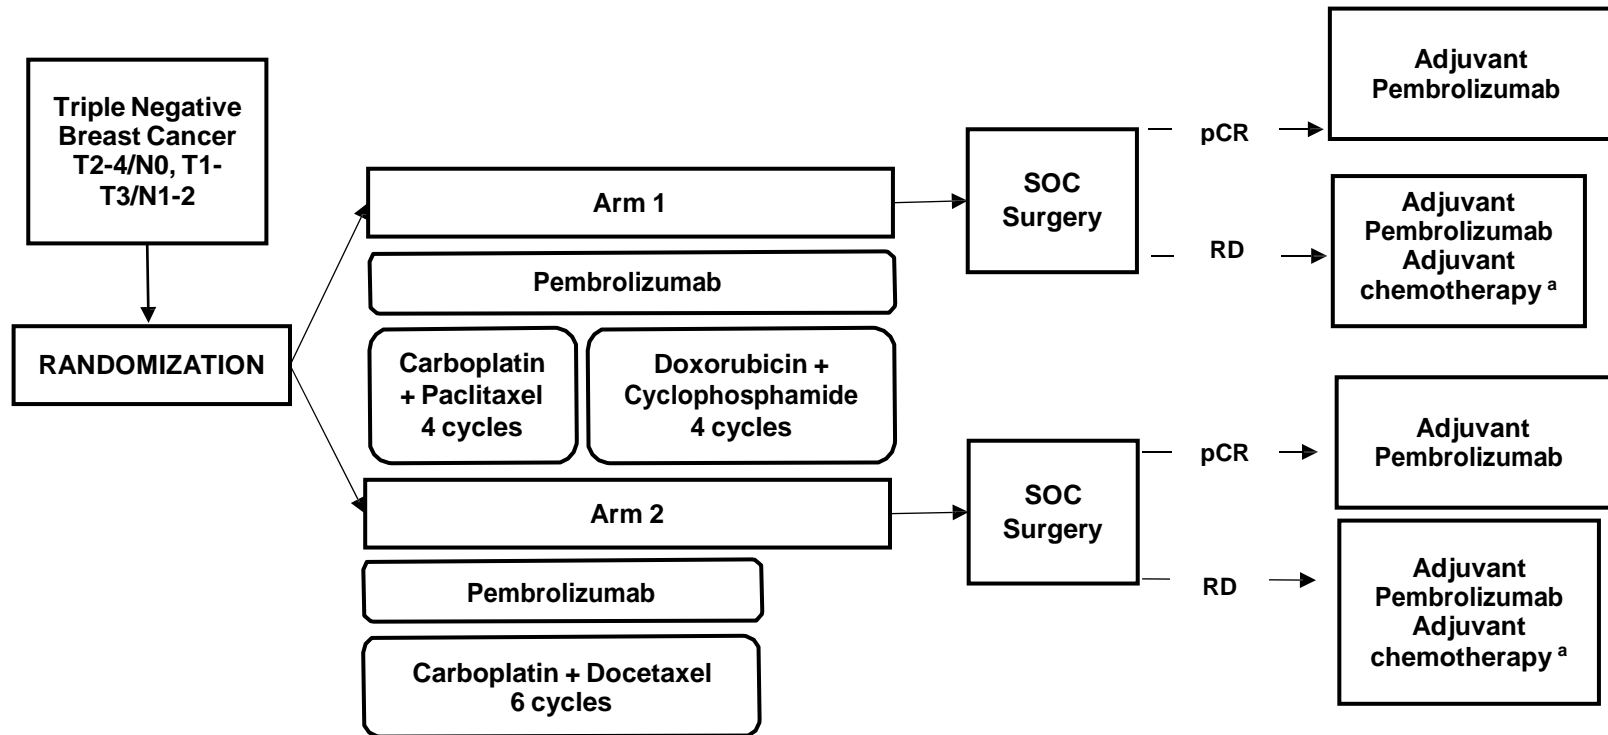 Triple Negative
Breast Cancer
T2-4/N0, T1-
T3/N1-2
RANDOMIZATION
Arm 1
Pembrolizumab
Carboplatin
+ Paclitaxel
4 cycles
Doxorubicin +
Cyclophosphamide
4 cycles
SOC
Surgery
pCR
Adjuvant
Pembrolizumab
RD
Adjuvant
Pembrolizumab
Adjuvant
chemotherapy a
Arm 2
Pembrolizumab
Carboplatin + Docetaxel
6 cycles
SOC
Surgery
pCR
Adjuvant
Pembrolizumab
RD
Adjuvant
Pembrolizumab
Adjuvant
chemotherapy a